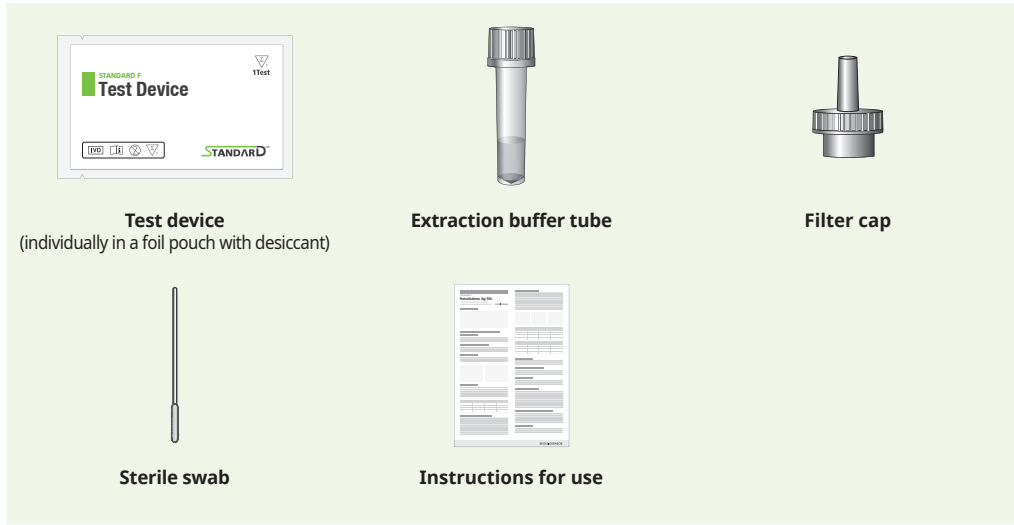 STANDARD F
Test Device
1Test
IVD
STANDARD™
Test device
(individually in a foil pouch with desiccant)
Extraction buffer tube
Filter cap
Sterile swab
Instructions for use